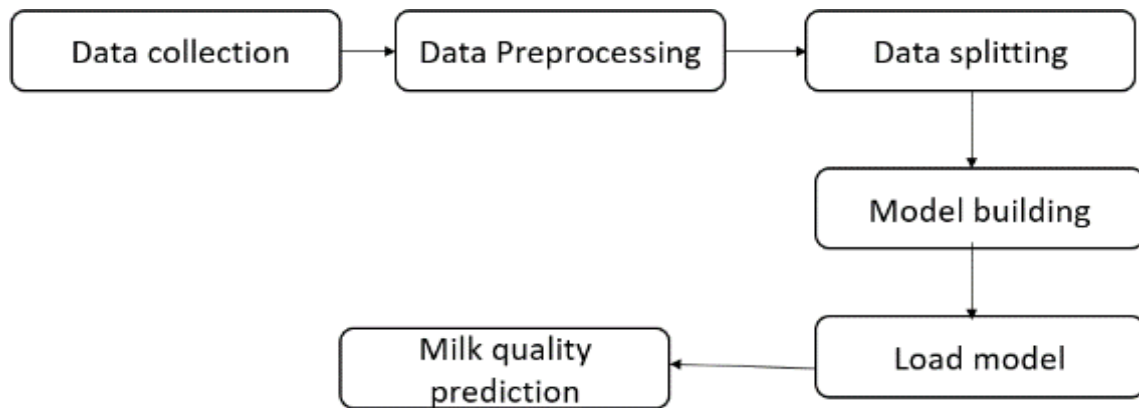 Data collection
Data Preprocessing
Data splitting
Model building
Load model
Milk quality
prediction